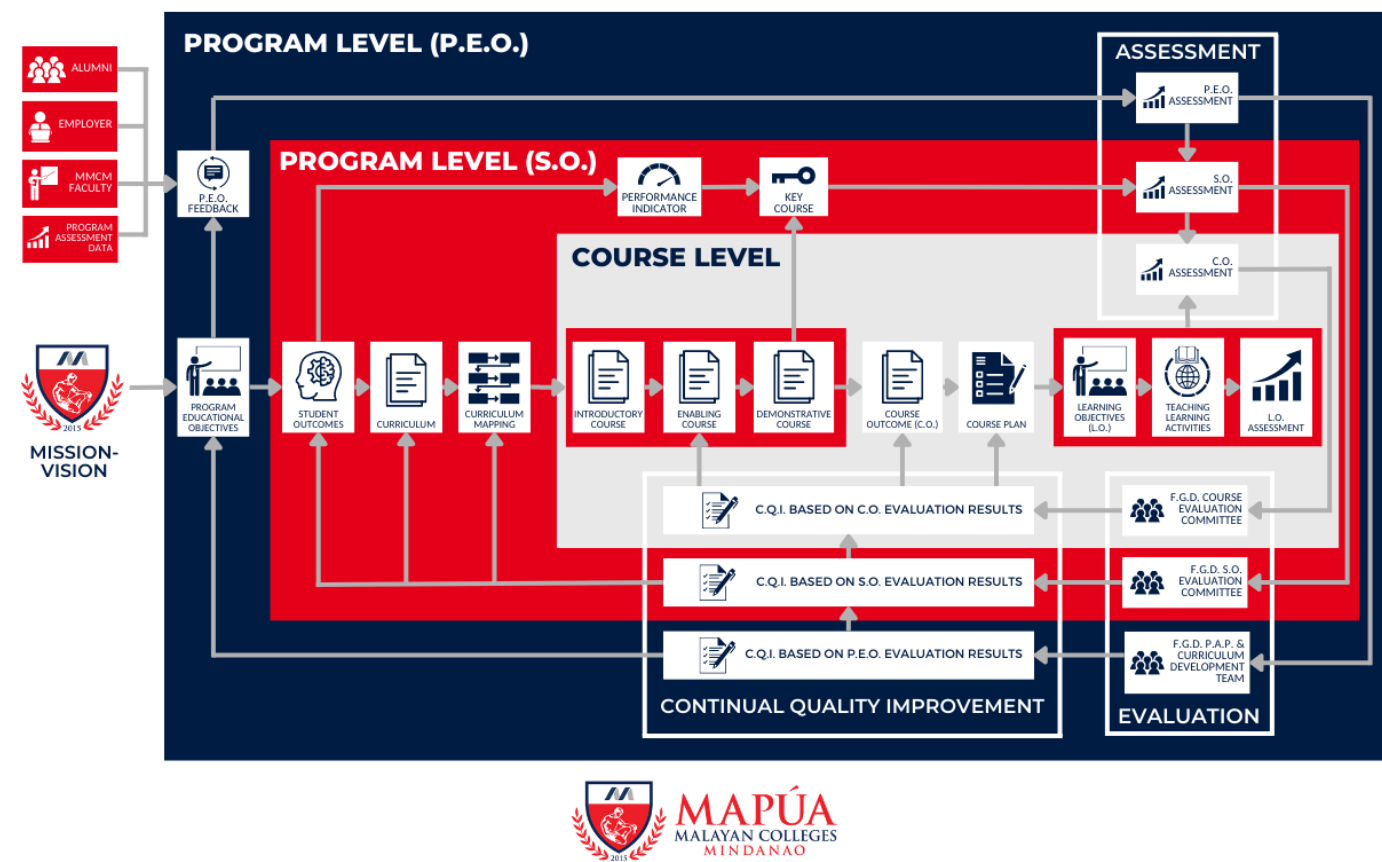 PROGRAM LEVEL (P.E.O.)
ASSESSMENT
ALUMNI
EMPLOYER
MMCM
FACULTY
PROGRAM
ASSESSMENT
DATA
P.E.O.
FEEDBACK
P.E.O.
ASSESSMENT
PROGRAM LEVEL (S.O.)
PERFORMANCE
INDICATOR
KEY
COURSE
S.O.
ASSESSMENT
COURSE LEVEL
C.O.
ASSESSMENT
2015
MISSION-
VISION
PROGRAM
EDUCATIONAL
OBJECTIVES
STUDENT
OUTCOMES
CURRICULUM
CURRICULUM
MAPPING
INTRODUCTORY
COURSE
ENABLING
COURSE
DEMONSTRATIVE
COURSE
COURSE
OUTCOME (C.O.)
COURSE PLAN
LEARNING
OBJECTIVES
(L.O.)
TEACHING
LEARNING
ACTIVITIES
L.O.
ASSESSMENT
C.Q.I. BASED ON C.O. EVALUATION RESULTS
F.G.D. COURSE
EVALUATION
COMMITTEE
C.Q.I. BASED ON S.O. EVALUATION RESULTS
F.G.D. S.O.
EVALUATION
COMMITTEE
C.Q.I. BASED ON P.E.O. EVALUATION RESULTS
F.G.D. P.A.P. &
CURRICULUM
DEVELOPMENT
TEAM
CONTINUAL QUALITY IMPROVEMENT
EVALUATION
2015
MAPÚA
MALAYAN COLLEGES
MINDANAO